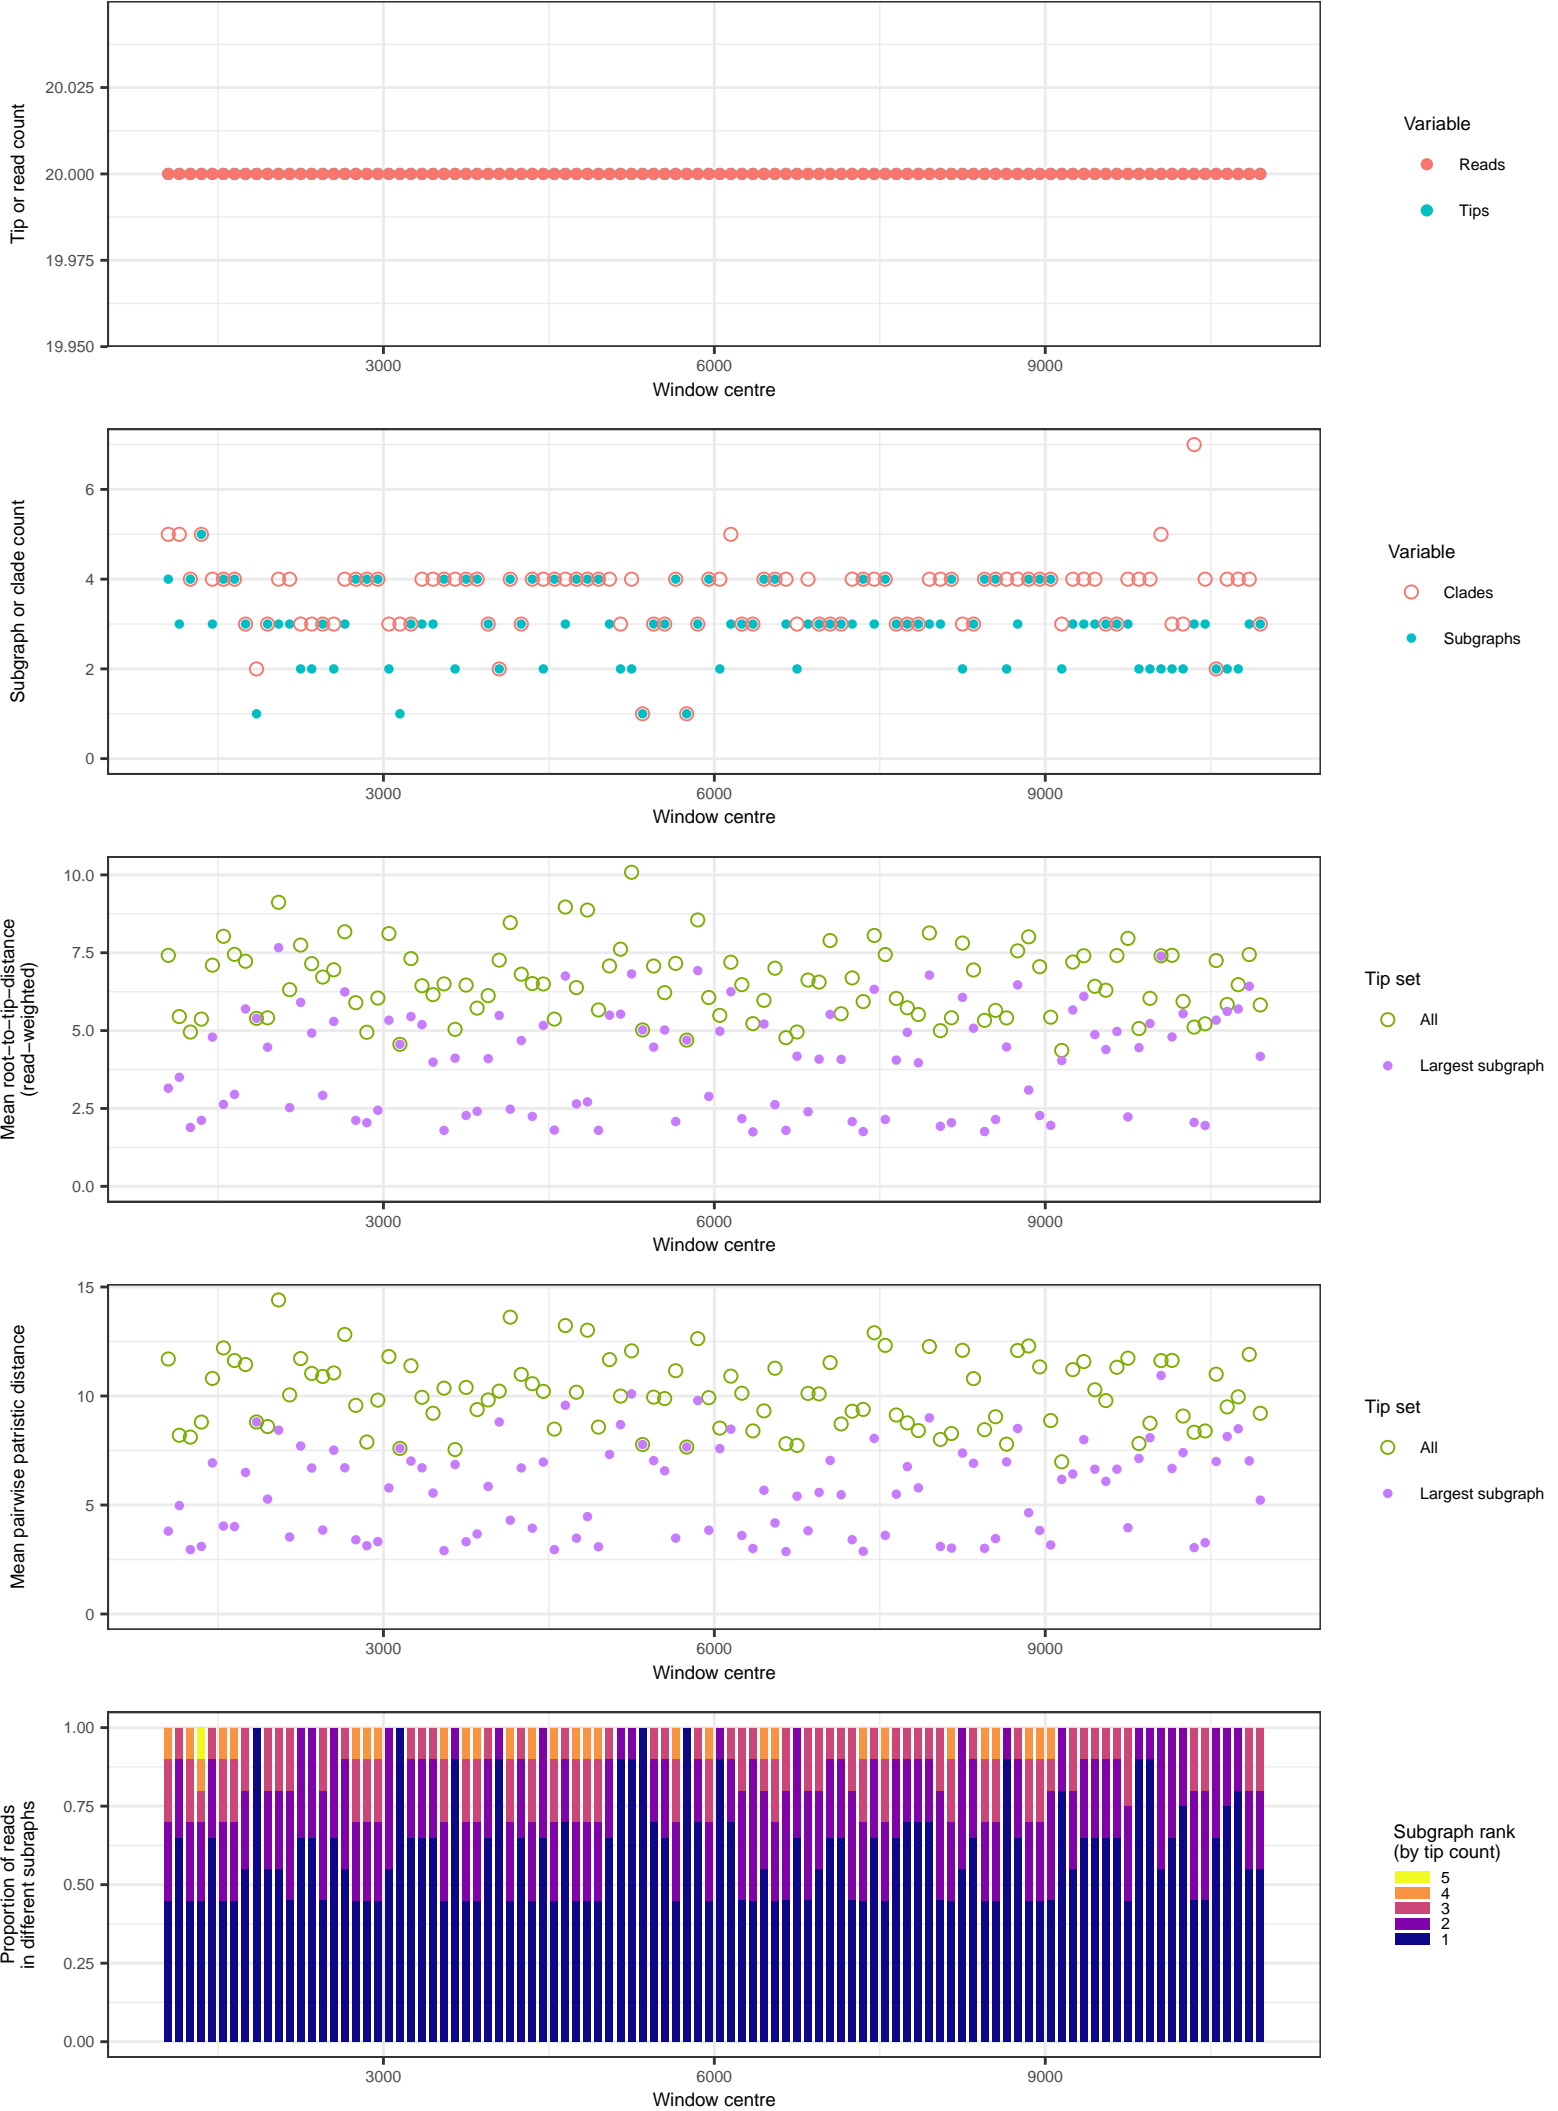 20.025
20.000
19.975
19.950
Tip or read count
3000
6000
9000
Window centre
Variable
Reads
Tips
6
4
2
0
Subgraph or clade count
3000
6000
9000
Window centre
Variable
Clades
Subgraphs
10.0
7.5
5.0
2.5
0.0
Mean root−to−tip−distance
(read−weighted)
3000
6000
9000
Window centre
Tip set
All
Largest subgraph
15
10
5
0
Mean pairwise patristic distance
3000
6000
9000
Window centre
Tip set
All
Largest subgraph
1.00
0.75
0.50
0.25
0.00
Proportion of reads
in different subraphs
3000
6000
9000
Window centre
Subgraph rank
(by tip count)
5
4
3
2
1